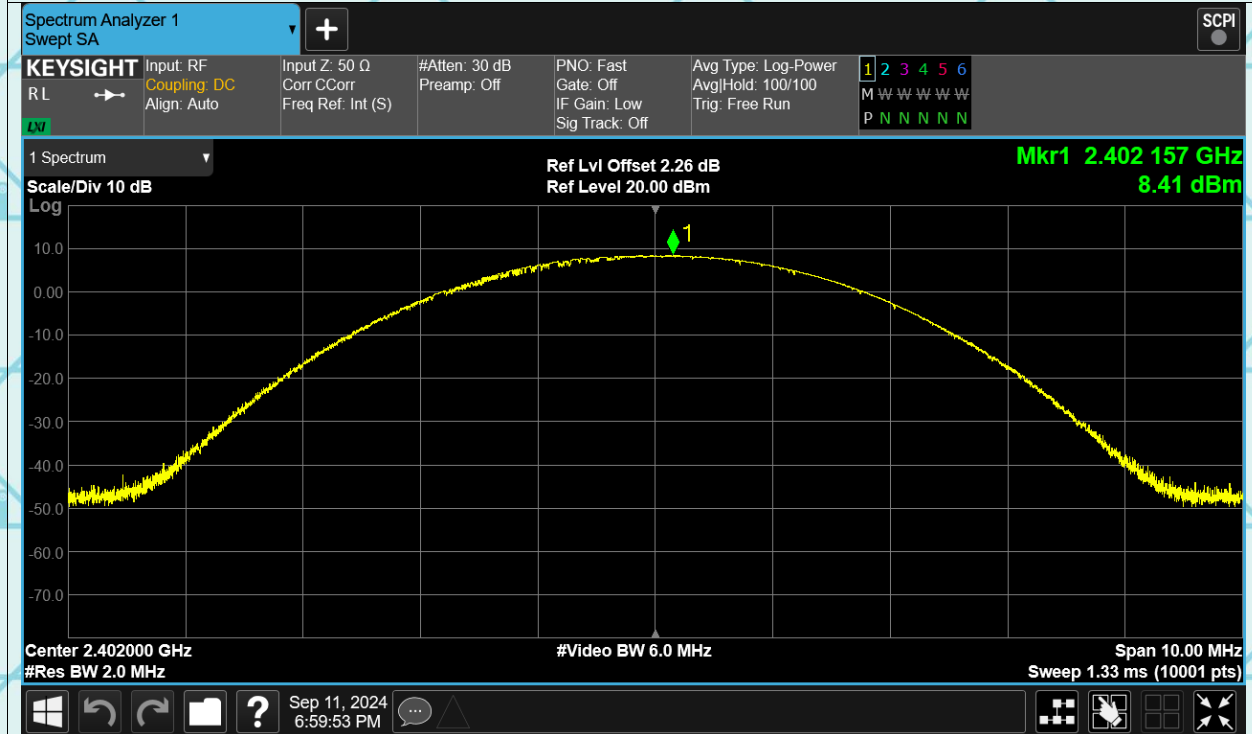 Spectrum Analyzer 1
Swept SA
SCPI
KEYSIGHT
R L
LXI
Input: RF
Coupling: DC
Align: Auto
Input Z: 50 Ω
Corr CCorr
Freq Ref: Int (S)
#Atten: 30 dB
Preamp: Off
PNO: Fast
Gate: Off
IF Gain: Low
Sig Track: Off
Avg Type: Log-Power
Avg|Hold: 100/100
Trig: Free Run
1 2 3 4 5 6
M W W W W W W
P N N N N N N
1 Spectrum
Scale/Div 10 dB
Log
Ref Lvl Offset 2.26 dB
Ref Level 20.00 dBm
Mkr1 2.402 157 GHz
8.41 dBm
1
10.0
0.00
-10.0
-20.0
-30.0
-40.0
-50.0
-60.0
-70.0
Center 2.402000 GHz
#Video BW 6.0 MHz
Span 10.00 MHz
#Res BW 2.0 MHz
Sweep 1.33 ms (10001 pts)
?
Sep 11, 2024
6:59:53 PM